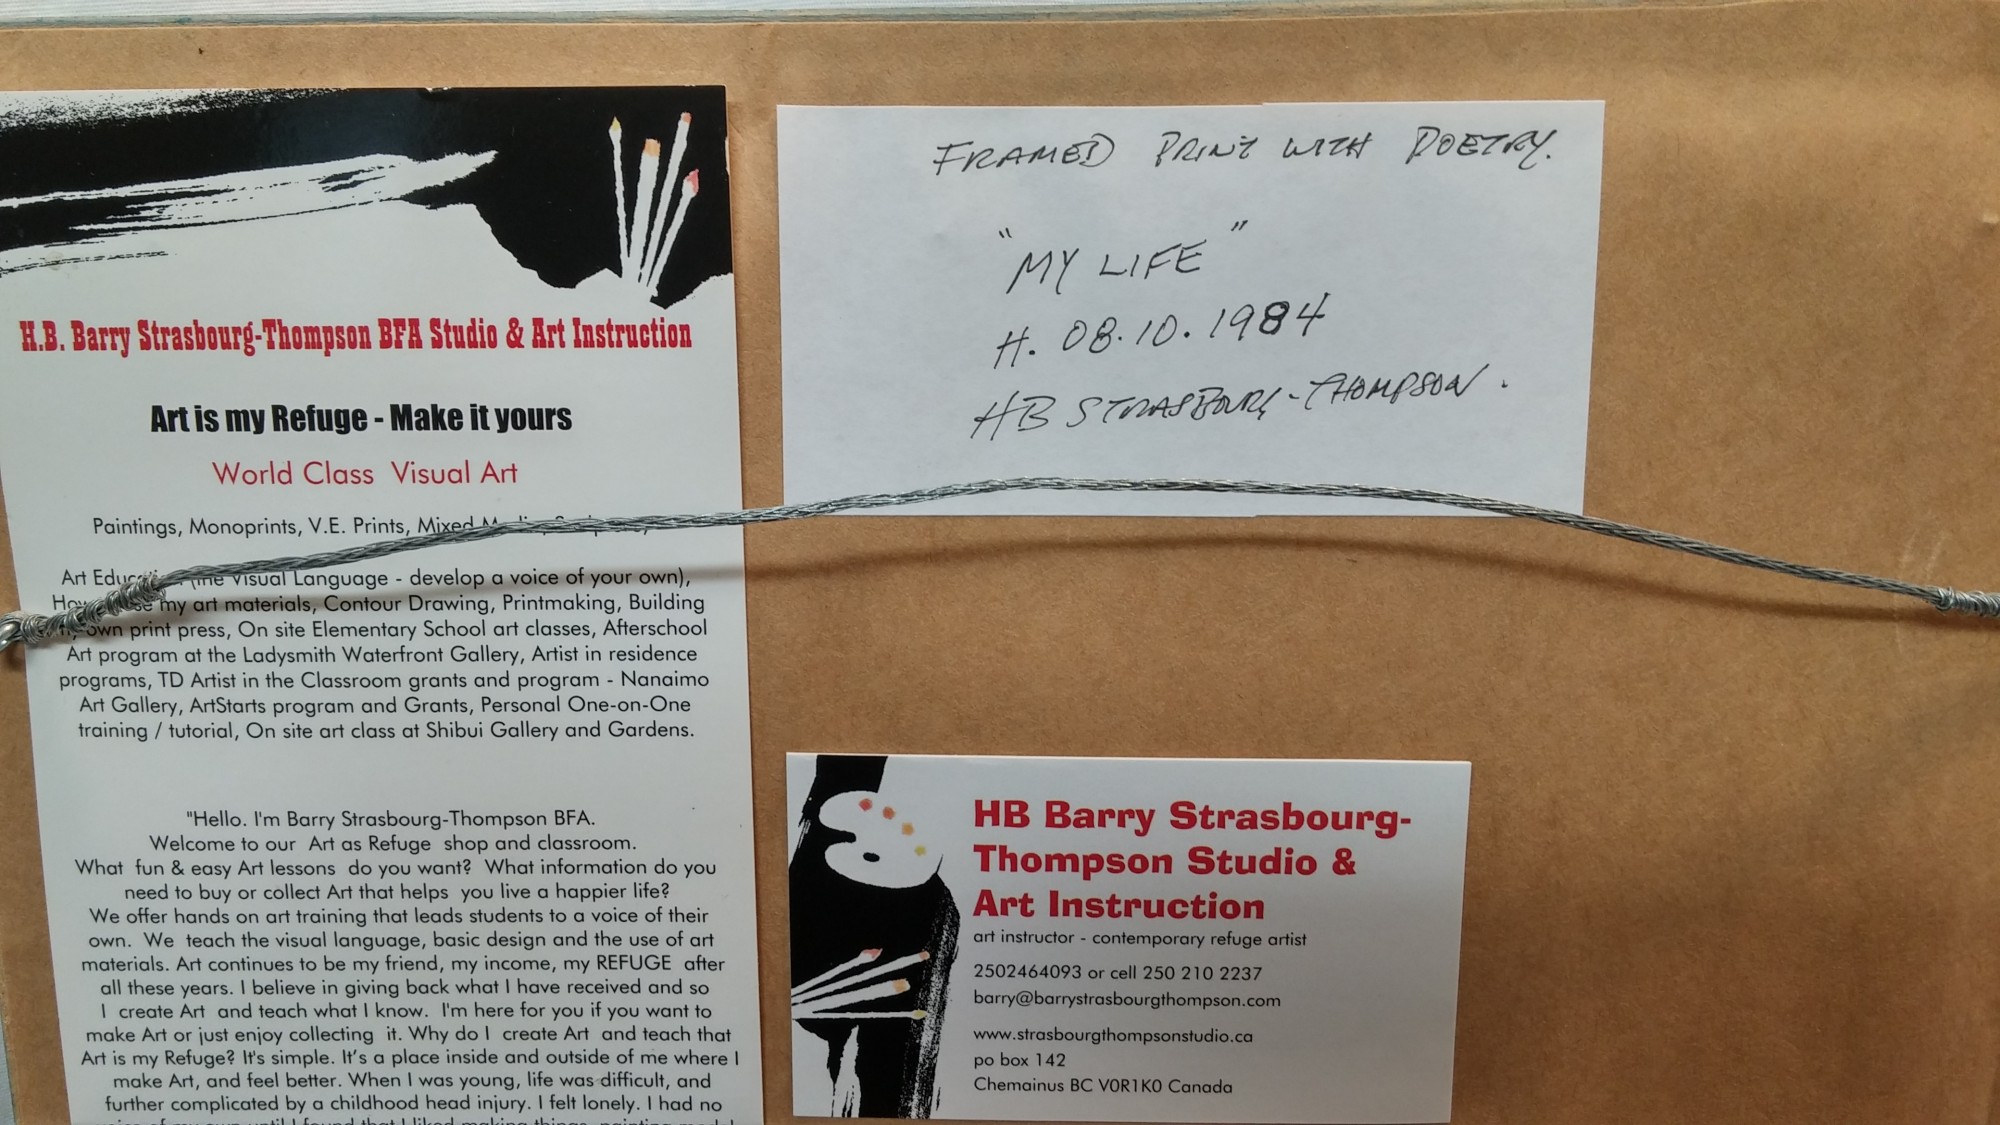 H.B. Barry Strasbourg-Thompson BFA Studio & Art Instruction
Art is my Refuge - Make it yours
World Class Visual Art
Paintings, Monoprints, V.E. Prints, Mixed
Art (the Visual Language - develop a voice of your own),
my art materials, Contour Drawing, Printmaking, Building
own print press, On site Elementary School art classes, Afterschool
Art program at the Ladysmith Waterfront Gallery, Artist in residence
programs, TD Artist in the Classroom grants and program - Nanaimo
Art Gallery, ArtStarts program and Grants, Personal One-on-One
training / tutorial, On site art class at Shibui Gallery and Gardens.
"Hello. I'm Barry Strasbourg-Thompson BFA.
Welcome to our Art as Refuge shop and classroom.
What fun & easy Art lessons do you want? What information do you
need to buy or collect Art that helps you live a happier life?
We offer hands on art training that leads students to a voice of their
own. We teach the visual language, basic design and the use of art
materials. Art continues to be my friend, my income, my REFUGE after
all these years. I believe in giving back what I have received and so
I create Art and teach what I know. I'm here for you if you want to
make Art or just enjoy collecting it. Why do I create Art and teach that
Art is my Refuge? It's simple. It's a place inside and outside of me where I
make Art, and feel better. When I was young, life was difficult, and
further complicated by a childhood head injury. I felt lonely. I had no
FRAMED PRINT WITH POETRY.
"MY LIFE"
H. 08.10.1984
HB STRASBOURG-THOMPSON.
HB Barry Strasbourg-
Thompson Studio &
Art Instruction
art instructor - contemporary refuge artist
2502464093 or cell 250 210 2237
barry@barrystrasbourgthompson.com
www.strasbourgthompsonstudio.ca
po box 142
Chemainus BC V0R1K0 Canada